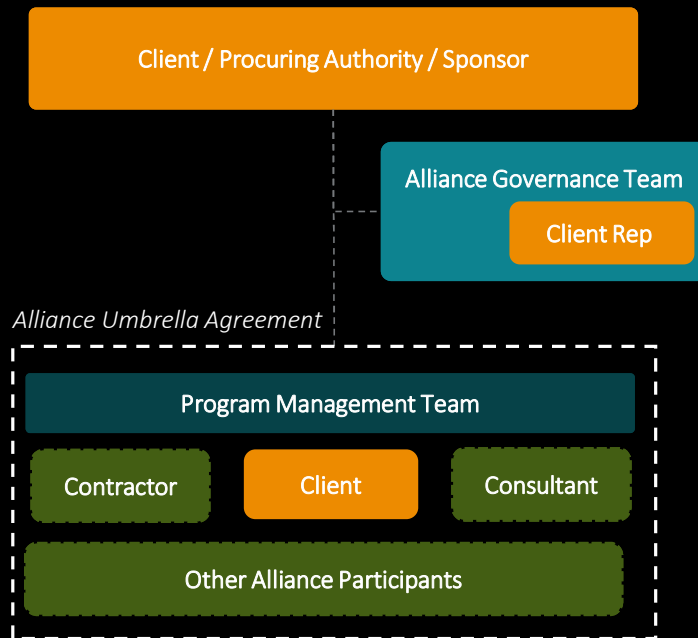 Client / Procuring Authority / Sponsor
Alliance Governance Team
Client Rep
Alliance Umbrella Agreement
Program Management Team
Contractor
Client
Consultant
Other Alliance Participants